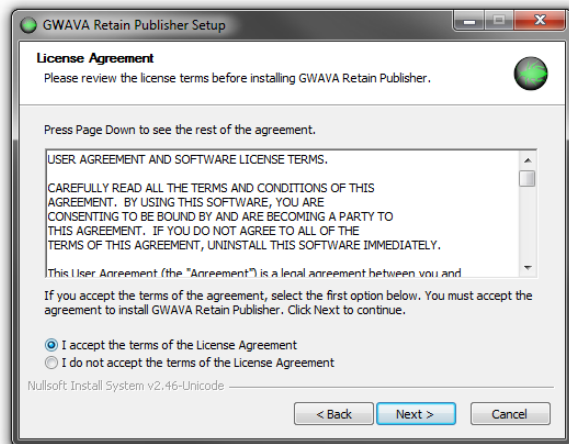 GWAVA Retain Publisher Setup
License Agreement
Please review the license terms before installing GWAVA Retain Publisher.
Press Page Down to see the rest of the agreement.
USER AGREEMENT AND SOFTWARE LICENSE TERMS.
CAREFULLY READ ALL THE TERMS AND CONDITIONS OF THIS
AGREEMENT.  BY USING THIS SOFTWARE, YOU ARE
CONSENTING TO BE BOUND BY AND ARE BECOMING A PARTY TO
THIS AGREEMENT.  IF YOU DO NOT AGREE TO ALL OF THE
TERMS OF THIS AGREEMENT, UNINSTALL THIS SOFTWARE IMMEDIATELY.
This User Agreement (the "Agreement") is a legal agreement between you and
If you accept the terms of the agreement, select the first option below. You must accept the
agreement to install GWAVA Retain Publisher. Click Next to continue.
I accept the terms of the License Agreement
I do not accept the terms of the License Agreement
Nullsoft Install System v2.46-Unicode
< Back Next > Cancel